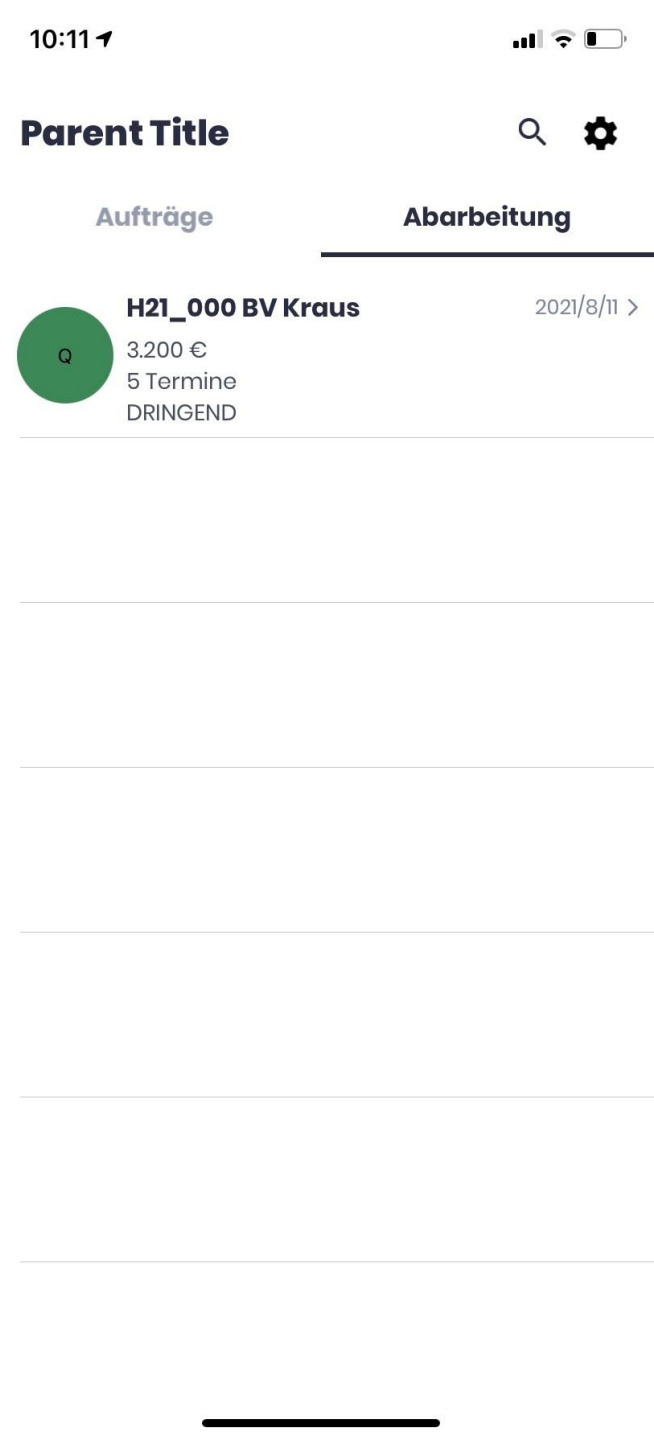 10:11
Parent Title
Aufträge Abarbeitung
H21_000 BV Kraus 2021/8/11
Q
3.200 €
5 Termine
DRINGEND